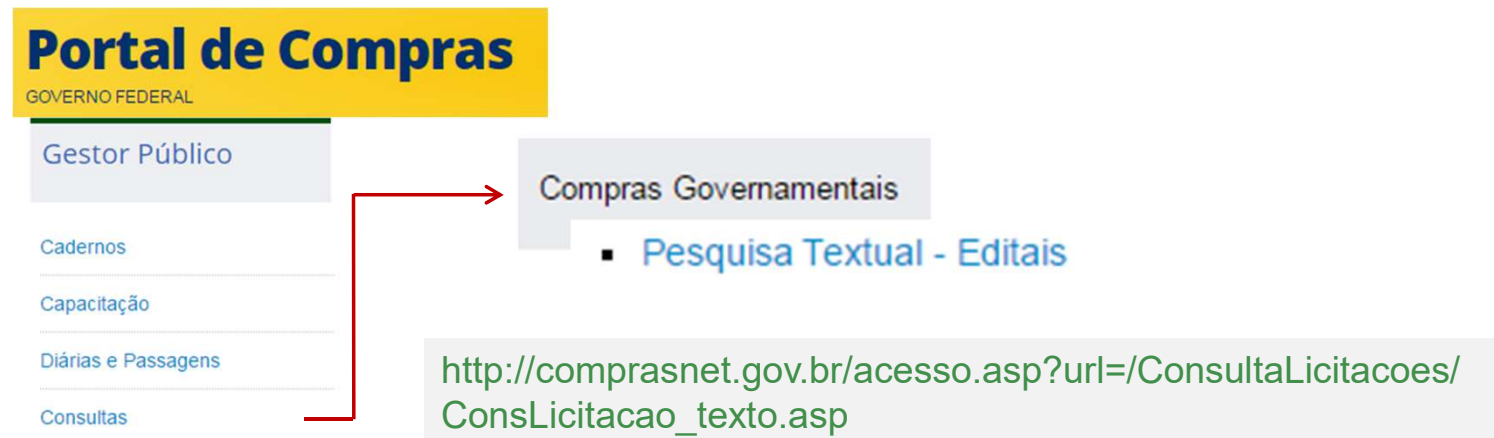 Portal de Compras
GOVERNO FEDERAL
Gestor Público
Cadernos
Capacitação
Diárias e Passagens
Consultas
Compras Governamentais
▪ Pesquisa Textual - Editais
http://comprasnet.gov.br/acesso.asp?url=/ConsultaLicitacoes/
ConsLicitacao_texto.asp